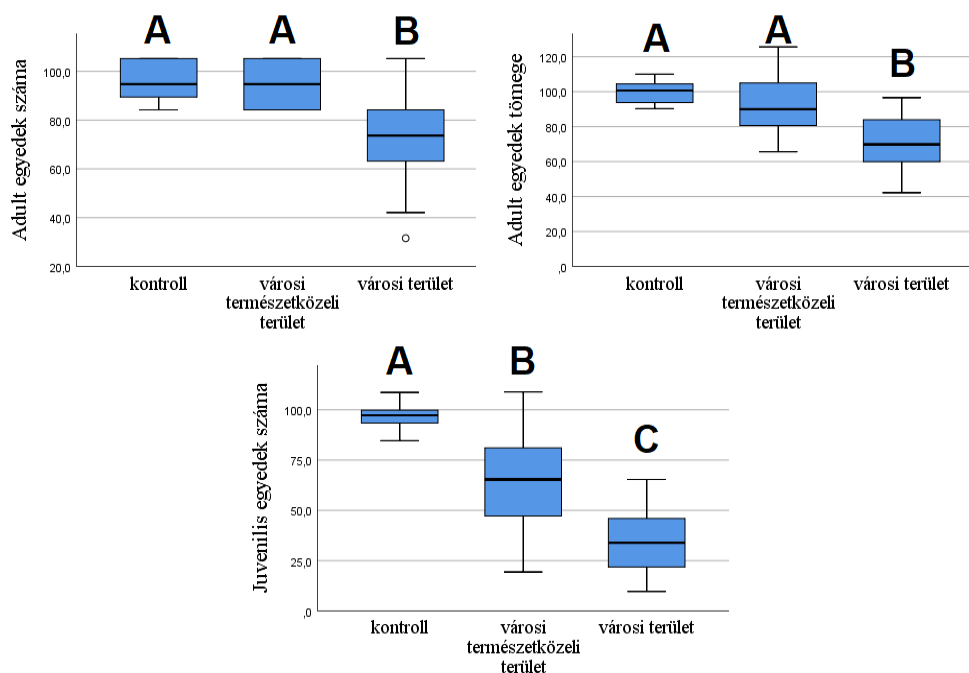 A A B
Adult egyedek száma
100,0
80,0
60,0
40,0
20,0
kontroll
városi
természetközeli
terület
városi terület
A A B
Adult egyedek tömege
120,0
100,0
80,0
60,0
40,0
20,0
,0
kontroll
városi
természetközeli
terület
városi terület
A B C
Juvenilis egyedek száma
100,0
75,0
50,0
25,0
,0
kontroll
városi
természetközeli
terület
városi terület